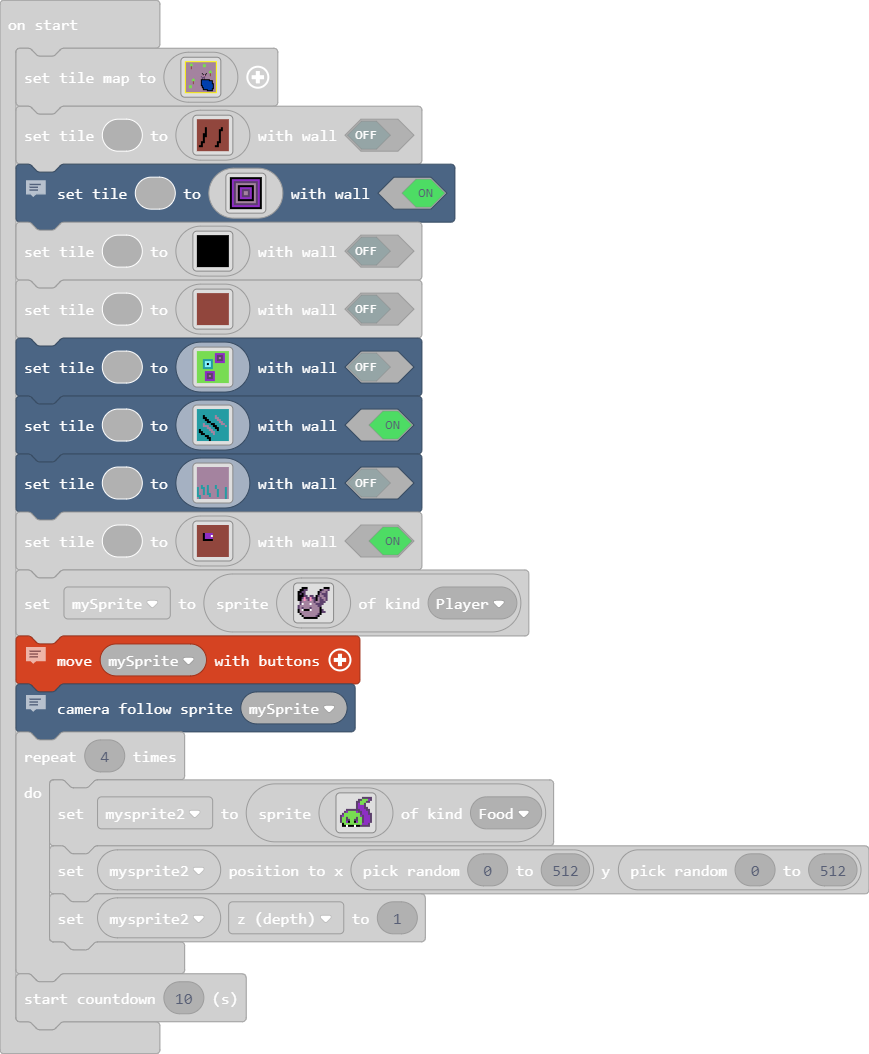 on start
set tile map to
set tile to with wall OFF
set tile to with wall ON
set tile to with wall OFF
set tile to with wall OFF
set tile to with wall OFF
set tile to with wall ON
set tile to with wall OFF
set tile to with wall ON
set mySprite to sprite of kind Player
move mySprite with buttons
camera follow sprite mySprite
repeat 4 times
do
set mysprite2 to sprite of kind Food
set mysprite2 position to x pick random 0 to 512 y pick random 0 to 512
set mysprite2 z (depth) to 1
start countdown 10 (s)